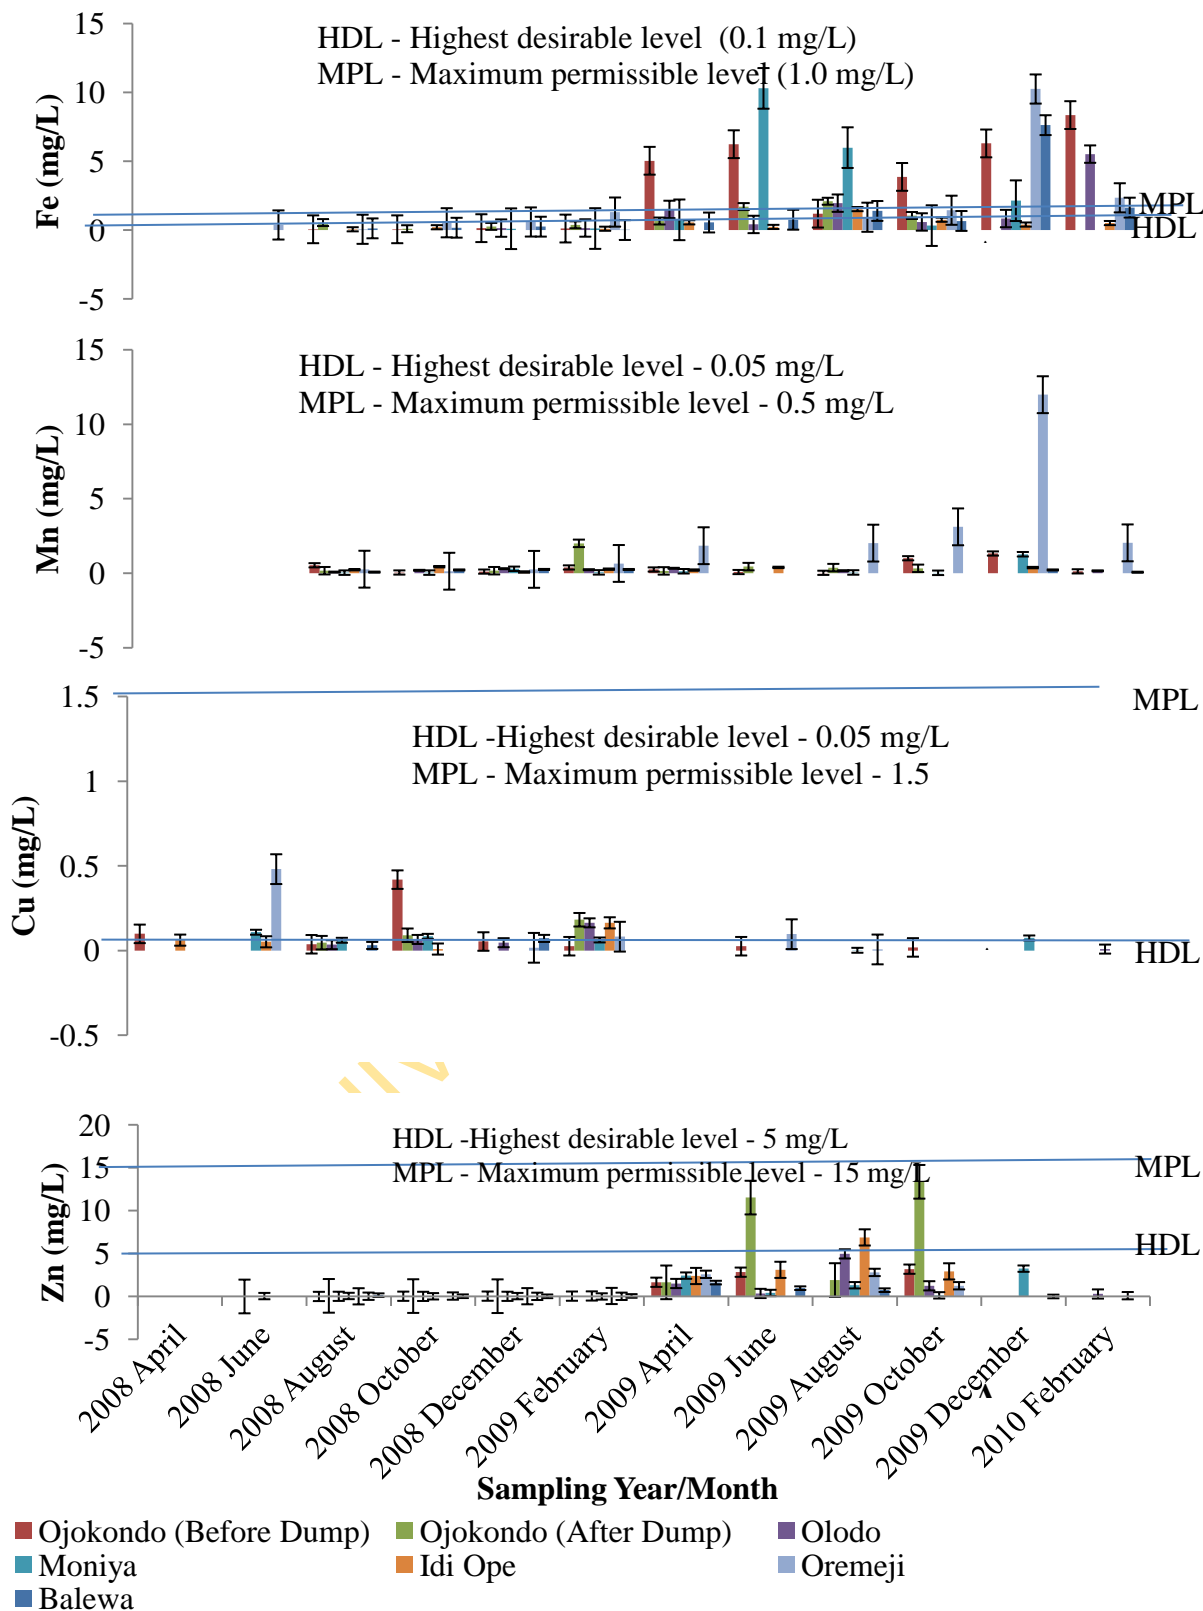 15
HDL - Highest desirable level (0.1 mg/L)
MPL - Maximum permissible level (1.0 mg/L)
10
5
0
-5
Fe (mg/L)
MPL
HDL
15
HDL - Highest desirable level - 0.05 mg/L
MPL - Maximum permissible level - 0.5 mg/L
10
5
0
-5
Mn (mg/L)
1.5
MPL
HDL -Highest desirable level - 0.05 mg/L
MPL - Maximum permissible level - 1.5
1
0.5
0
-0.5
Cu (mg/L)
HDL
20
HDL -Highest desirable level - 5 mg/L
MPL - Maximum permissible level - 15 mg/L
15
10
5
0
-5
Zn (mg/L)
MPL
HDL
2008 April
2008 June
2008 August
2008 October
2008 December
2009 February
2009 April
2009 June
2009 August
2009 October
2009 December
2010 February
Sampling Year/Month
Ojokondo (Before Dump) Ojokondo (After Dump) Olodo
Moniya Idi Ope Oremeji
Balewa